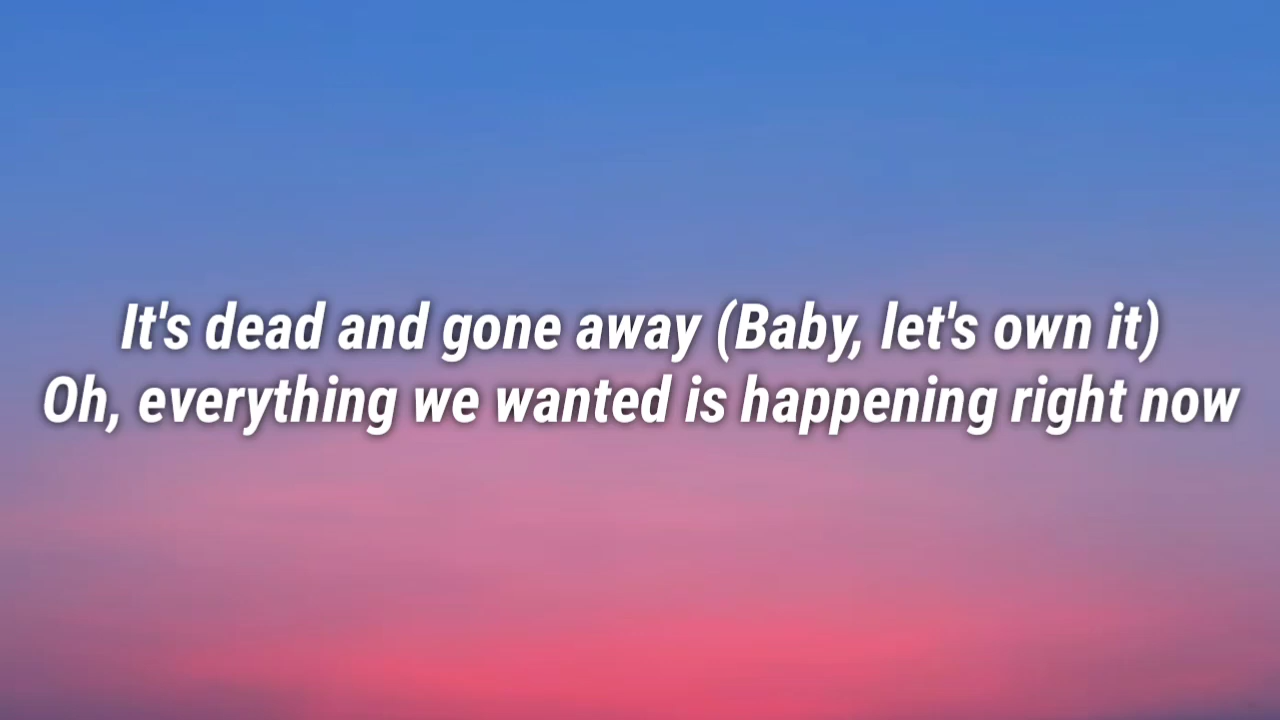 It's dead and gone away (Baby, let's own it)
Oh, everything we wanted is happening right now